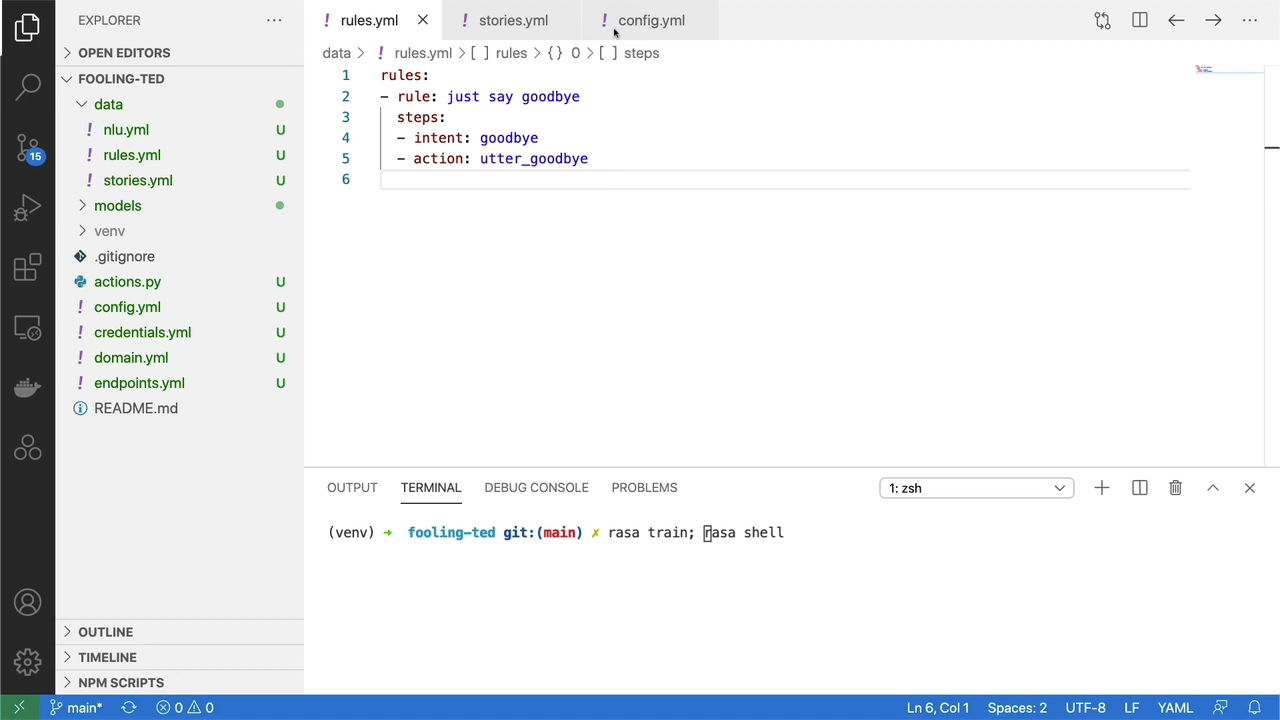 EXPLORER
OPEN EDITORS
FOOLING-TED
data
nlu.yml U
rules.yml U
stories.yml U
models
venv
.gitignore
actions.py U
config.yml U
credentials.yml U
domain.yml U
endpoints.yml U
README.md
OUTLINE
TIMELINE
NPM SCRIPTS
15
rules.yml
stories.yml
config.yml
data > ! rules.yml > [ ] rules > {} 0 > [ ] steps
1 rules:
2 - rule: just say goodbye
3 steps:
4 - intent: goodbye
5 - action: utter_goodbye
6
OUTPUT TERMINAL DEBUG CONSOLE PROBLEMS
1: zsh
(venv) ➜ fooling-ted git:(main) ✗ rasa train; rasa shell
main* 0 0 Ln 6, Col 1 Spaces: 2 UTF-8 LF YAML